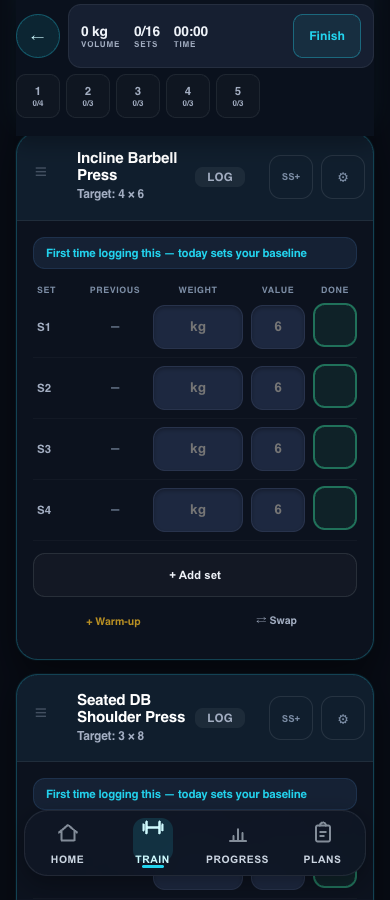 ←
0 kg 0/16 00:00
VOLUME SETS TIME
Finish
1 2 3 4 5
0/4 0/3 0/3 0/3 0/3
Incline Barbell
Press
Target: 4 × 6
LOG
SS+
First time logging this — today sets your baseline
SET PREVIOUS WEIGHT VALUE DONE
S1 – kg 6
S2 – kg 6
S3 – kg 6
S4 – kg 6
+ Add set
+ Warm-up ⇄ Swap
Seated DB
Shoulder Press
Target: 3 × 8
LOG
SS+
First time logging this — today sets your baseline
HOME TRAIN PROGRESS PLANS